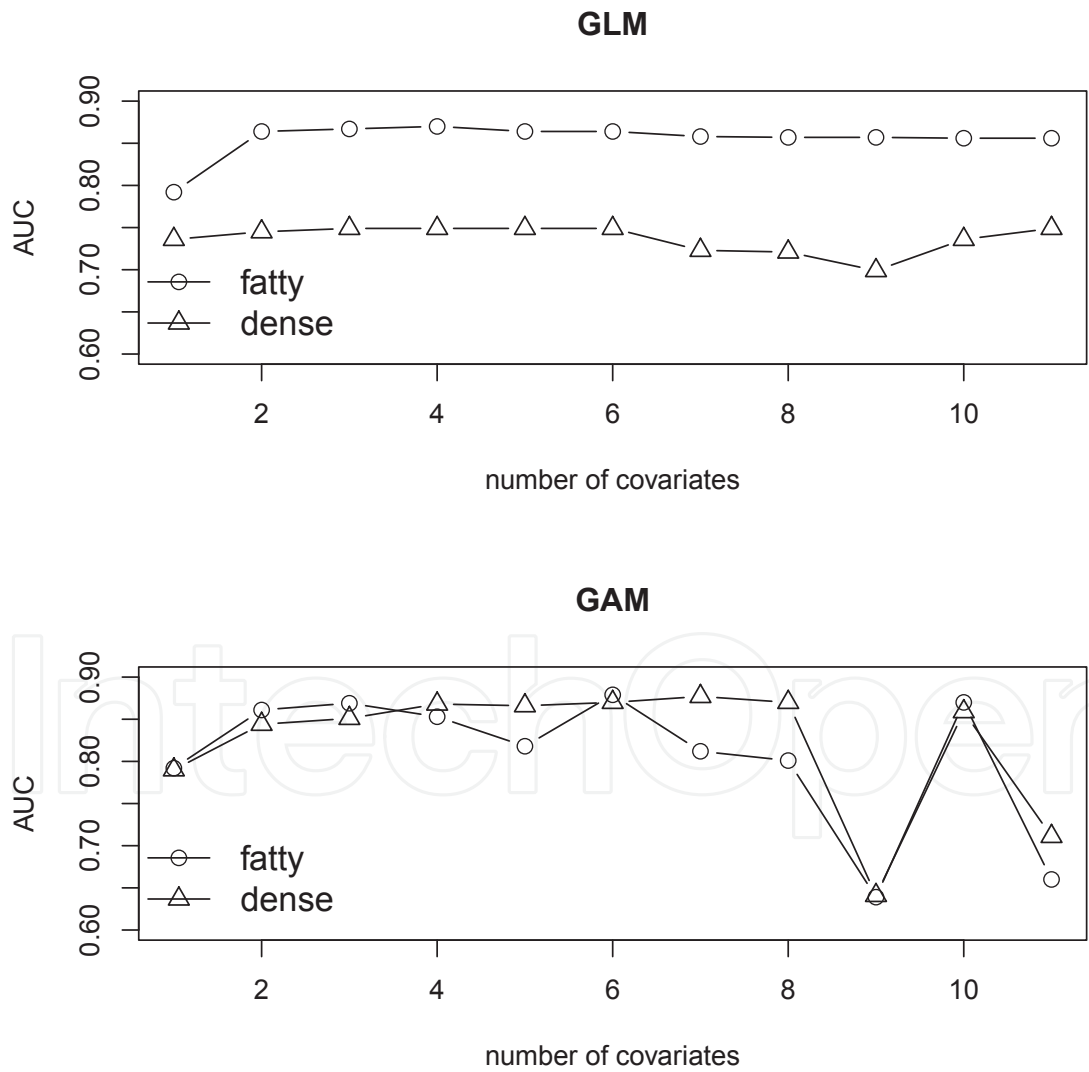 GLM
AUC
0.90
0.80
0.70
0.60
fatty
dense
2 4 6 8 10
number of covariates
GAM
IntechOpen
AUC
0.90
0.80
0.70
0.60
fatty
dense
2 4 6 8 10
number of covariates